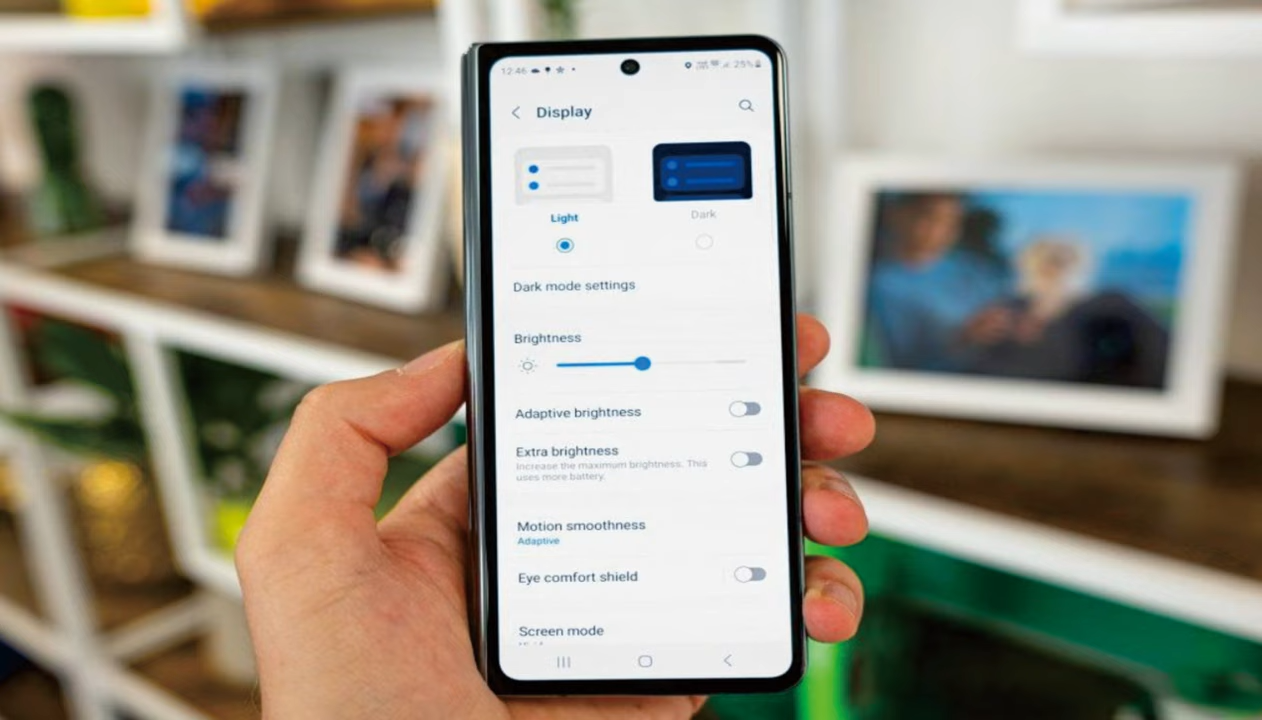 12:46
25%
Display
Light
Dark
Dark mode settings
Brightness
Adaptive brightness
Extra brightness
Increase the maximum brightness. This
uses more battery.
Motion smoothness
Adaptive
Eye comfort shield
Screen mode